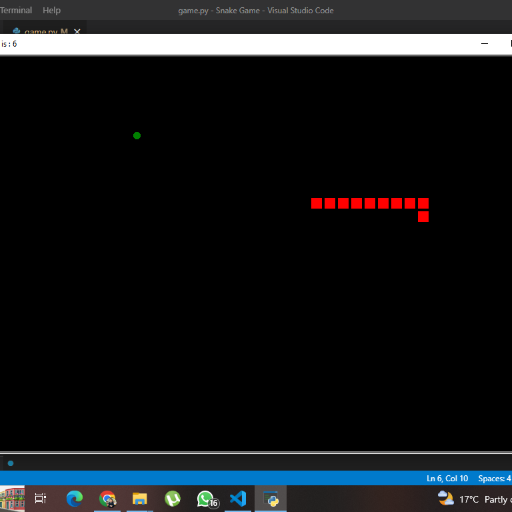 Terminal Help game.py - Snake Game - Visual Studio Code
game.py M
is : 6
Ln 6, Col 10 Spaces: 4
16 17°C Partly